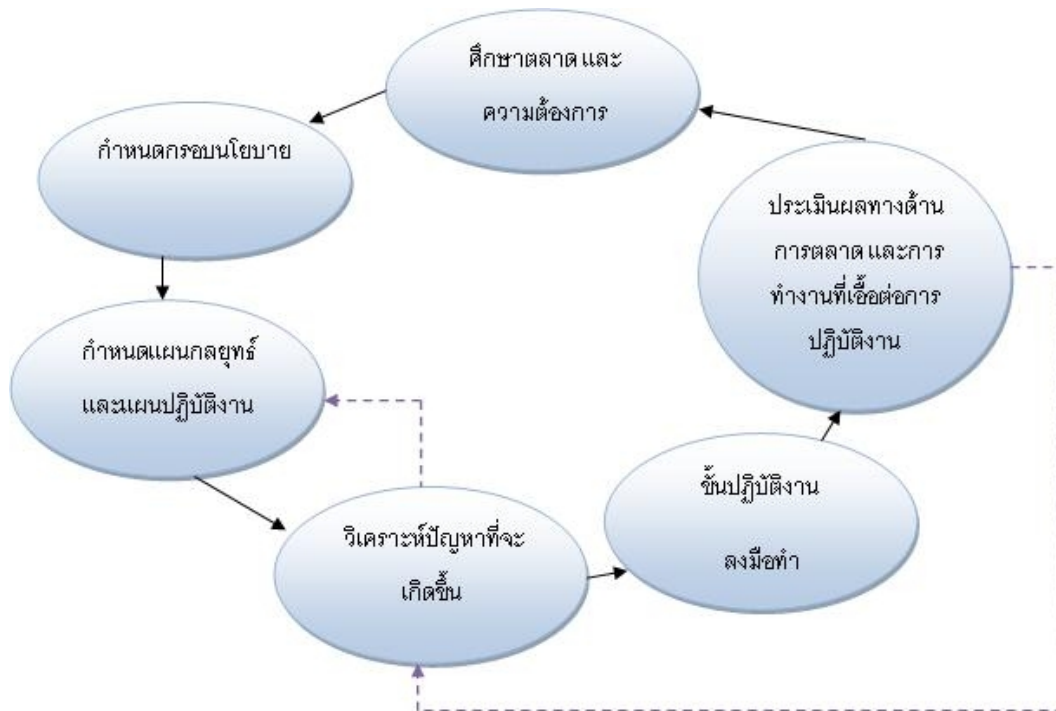 ศึกษาตลาด และ
ความต้องการ
กำหนดกรอบนโยบาย
กำหนดแผนกลยุทธ์
และแผนปฏิบัติงาน
วิเคราะห์ปัญหาที่จะ
เกิดขึ้น
ขั้นปฏิบัติงาน
ลงมือทำ
ประเมินผลทางด้าน
การตลาด และการ
ทำงานที่เอื้อต่อการ
ปฏิบัติงาน